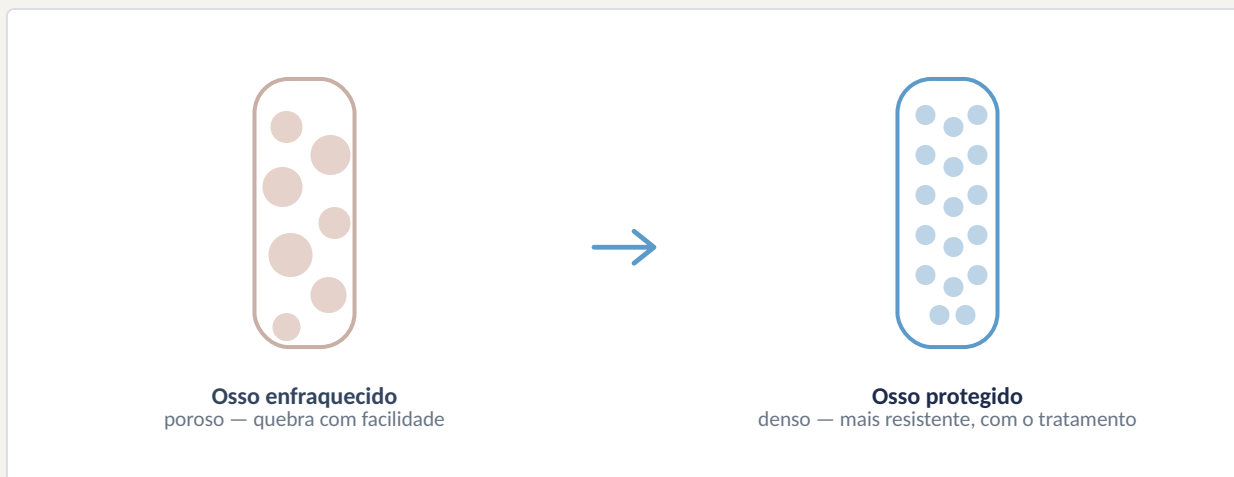 Osso enfraquecido
poroso — quebra com facilidade
Osso protegido
denso — mais resistente, com o tratamento